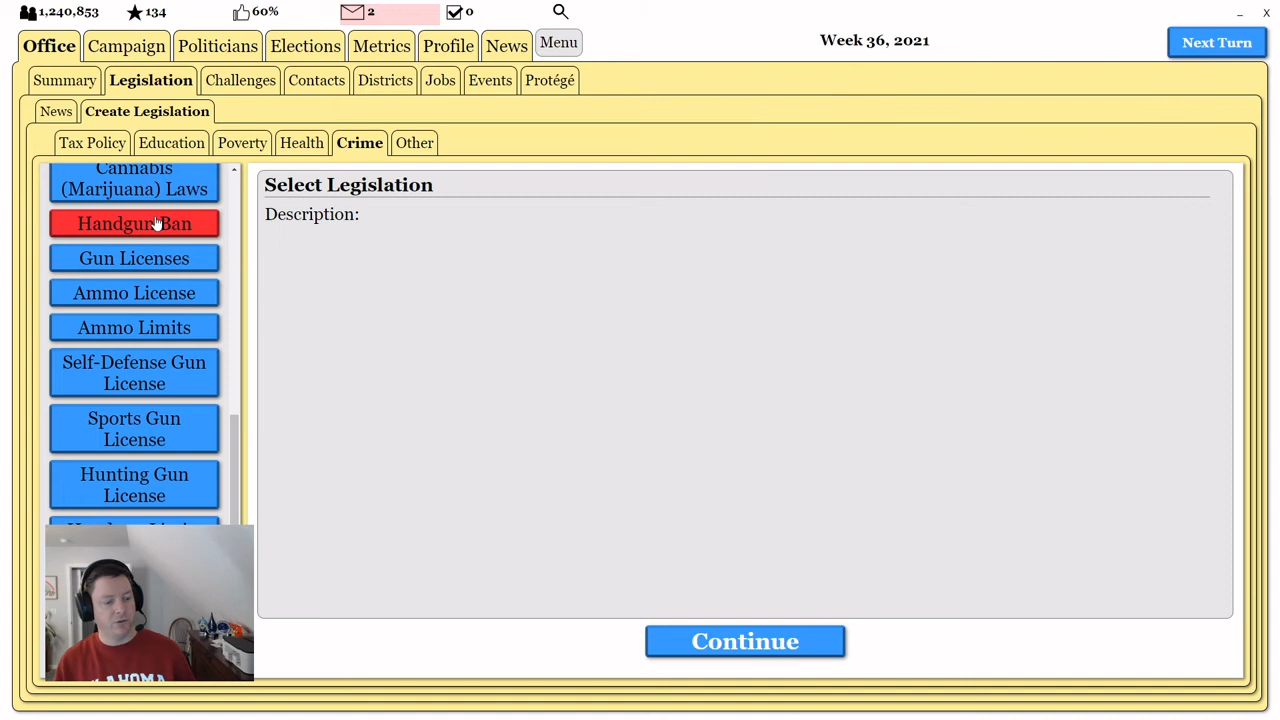 1,240,853 134 60% 2 0
Office Campaign Politicians Elections Metrics Profile News Menu Week 36, 2021 Next Turn
_ X
Summary Legislation Challenges Contacts Districts Jobs Events Protégé
News Create Legislation
Tax Policy Education Poverty Health Crime Other
Cannabis
(Marijuana) Laws
Handgun Ban
Gun Licenses
Ammo License
Ammo Limits
Self-Defense Gun
License
Sports Gun
License
Hunting Gun
License
Select Legislation
Description:
Continue
OKLAHOMA